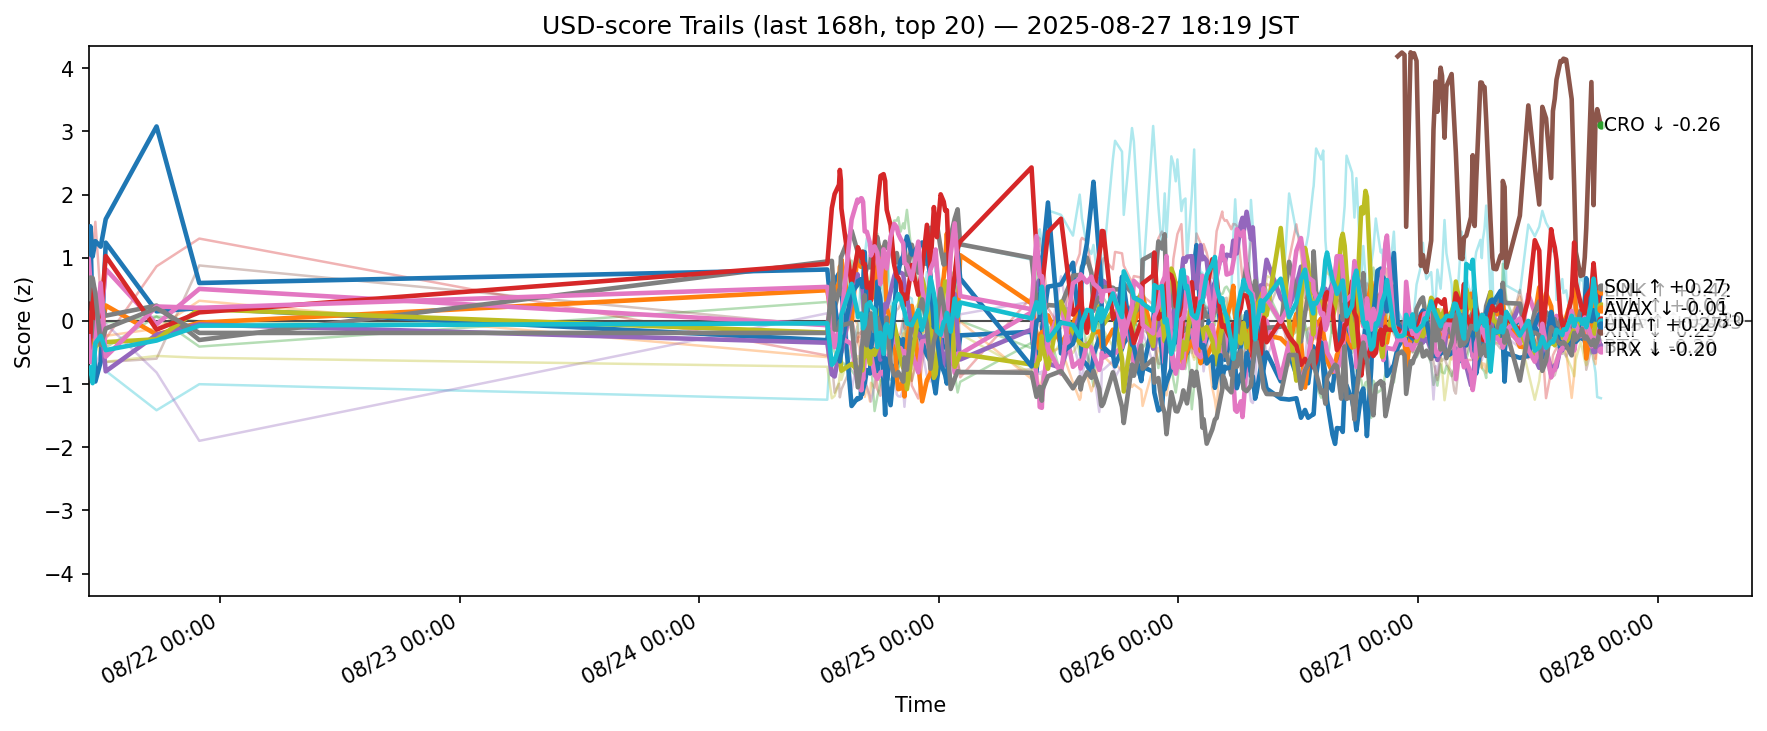 USD-score Trails (last 168h, top 20) — 2025-08-27 18:19 JST
Score (z)
4
3
2
1
0
−1
−2
−3
−4
CRO ↓ -0.26
SOL ↑ +0.27
AVAX ↓ -0.01
UNI ↑ +0.27
TRX ↓ -0.20
08/22 00:00
08/23 00:00
08/24 00:00
08/25 00:00
08/26 00:00
08/27 00:00
08/28 00:00
Time